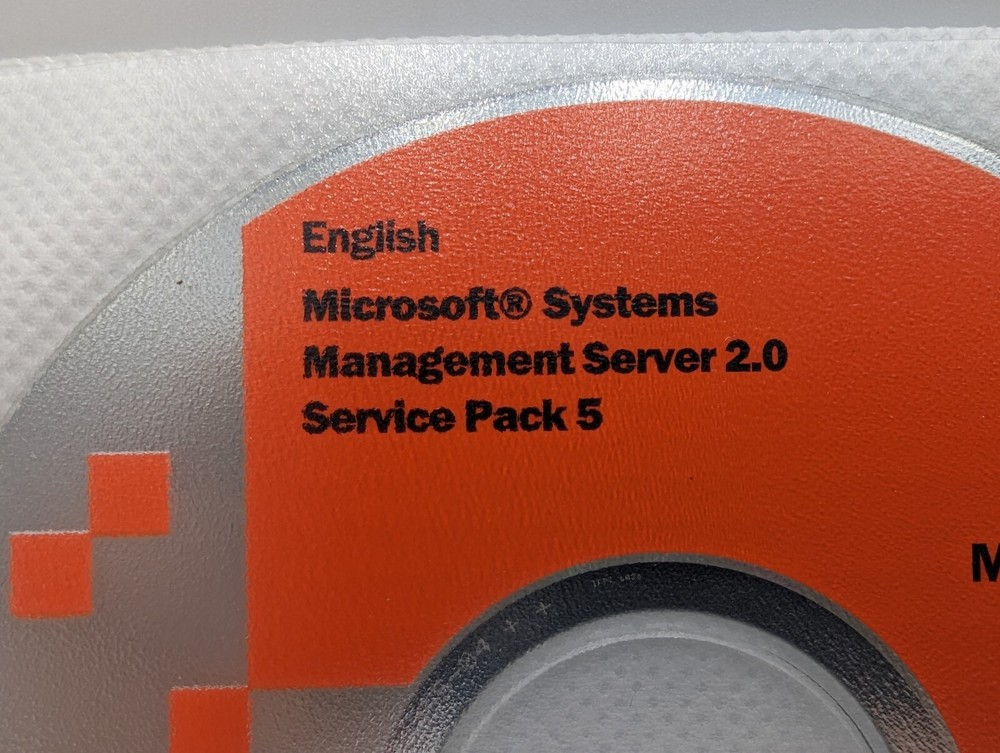 English
Microsoft® Systems
Management Server 2.0
Service Pack 5
M